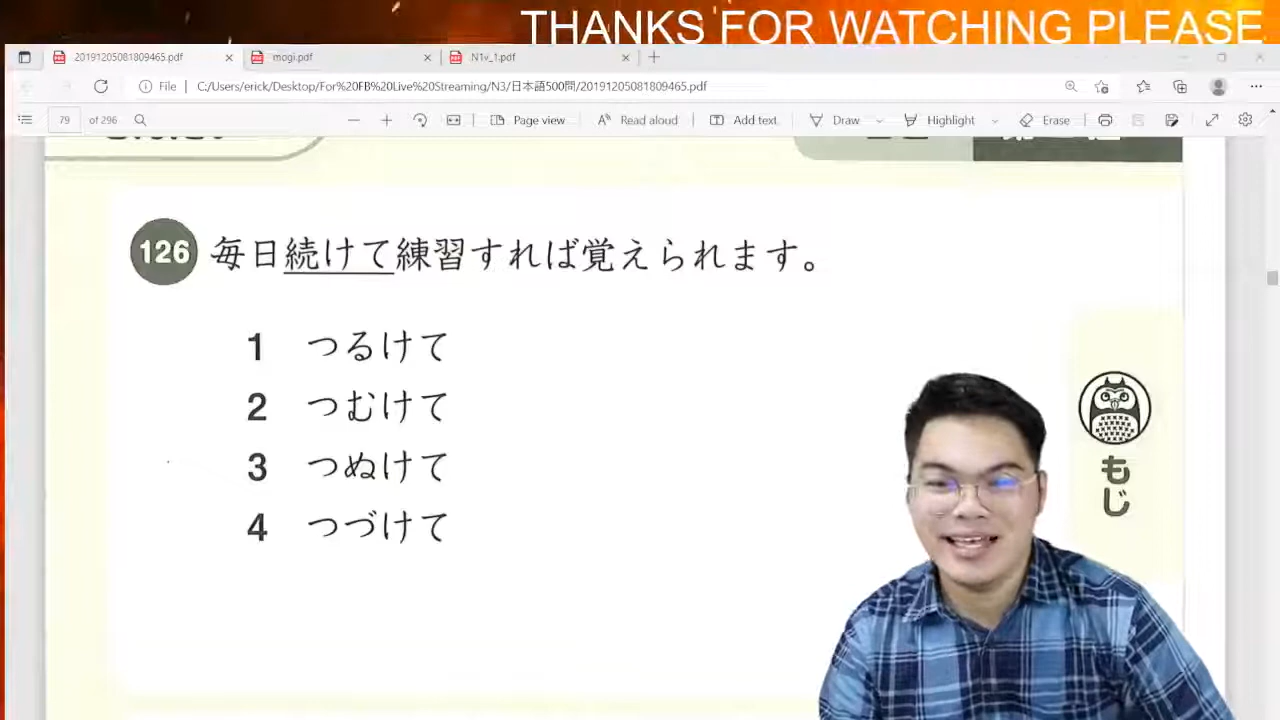 THANKS FOR WATCHING PLEASE
20191205081809465.pdf
mogi.pdf
N1v_1.pdf
File
C:/Users/erick/Desktop/For%20FB%20Live%20Streaming/N3/日本語500問/20191205081809465.pdf
79 of 296
Page view
Read aloud
Add text
Draw
Highlight
Erase
126 毎日続けて練習すれば覚えられます。
1 つるけて
2 つむけて
3 つぬけて
4 つづけて
もじ